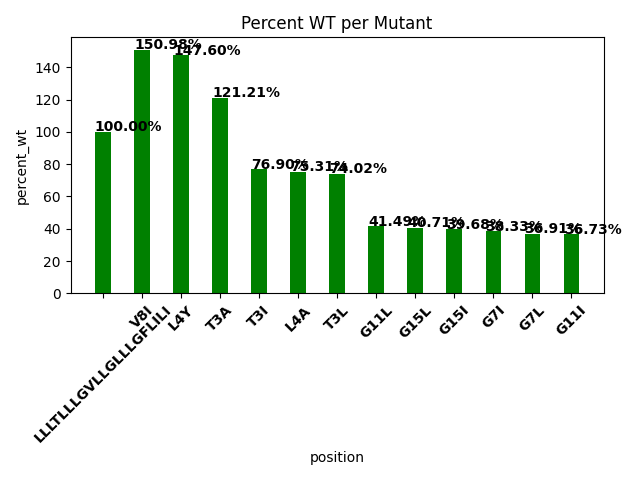 Percent WT per Mutant
percent_wt
140
120
100
80
60
40
20
0
100.00%
150.98%
147.60%
121.21%
76.90%
75.31%
74.02%
41.49%
40.71%
39.68%
38.33%
36.91%
36.73%
LLLTLLLGVLLGLLLGFLILI
V8I
L4Y
T3A
T3I
L4A
T3L
G11L
G15L
G15I
G7I
G7L
G11I
position